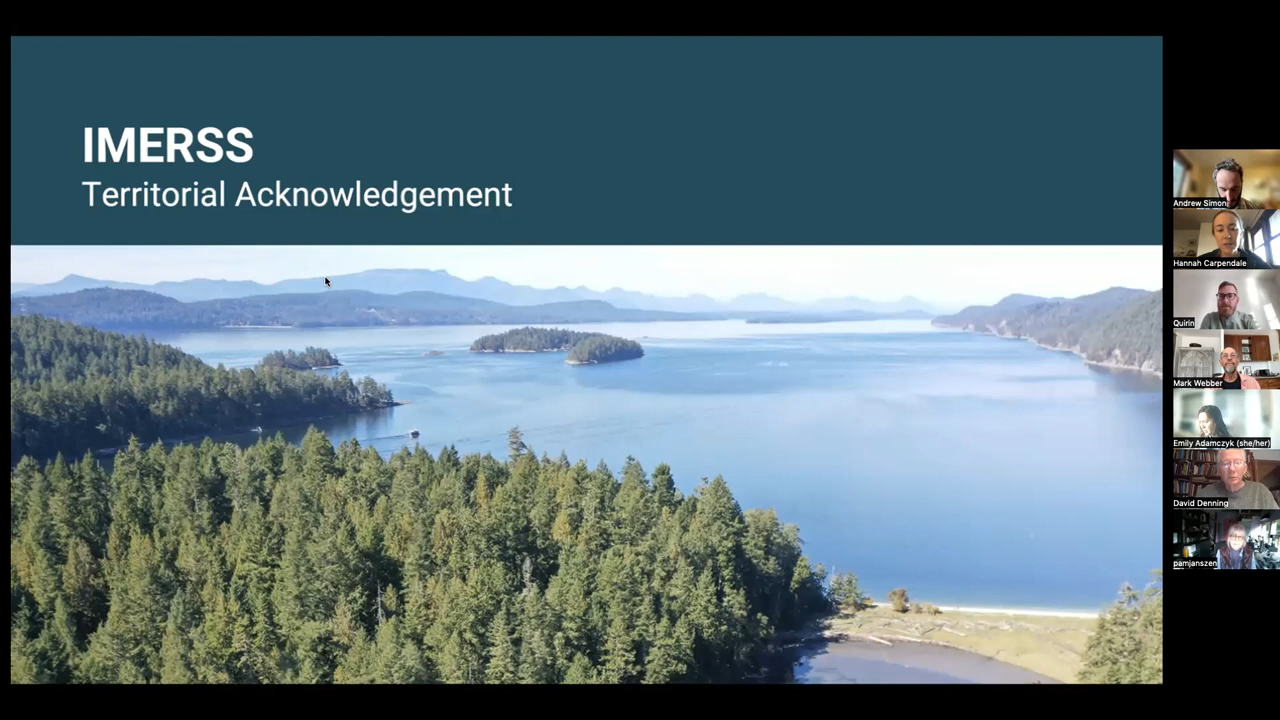 IMERSS
Territorial Acknowledgement
Andrew Simon
Hannah Carpendale
Quirin
Mark Webber
Emily Adamczyk (she/her)
David Denning
pamjanszen